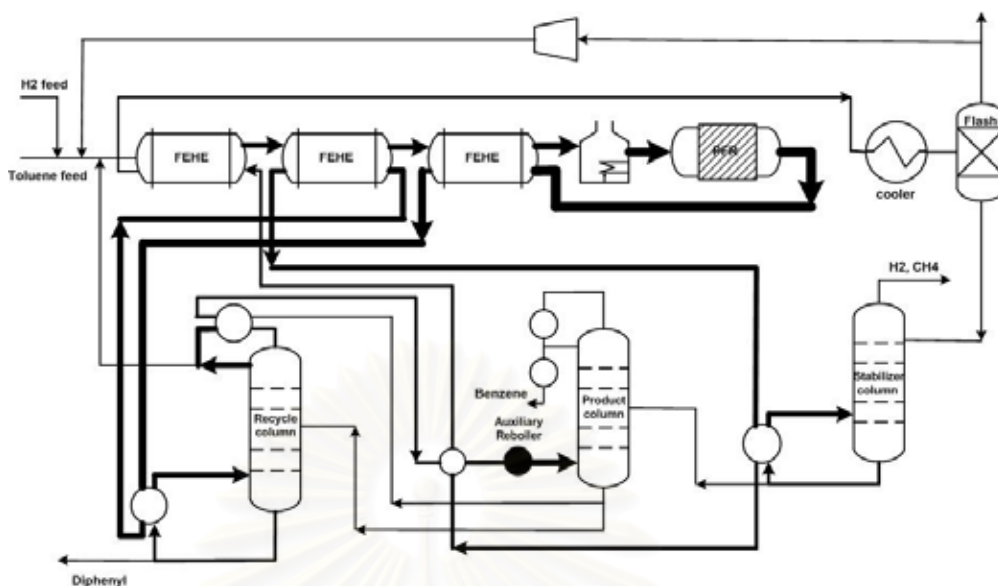 H2 feed
Toluene feed
FEHE
FEHE
FEHE
PFR
Flash
cooler
H2, CH4
Stabilizer
column
Benzene
Product
column
Auxiliary
Reboiler
Recycle
column
Diphenyl